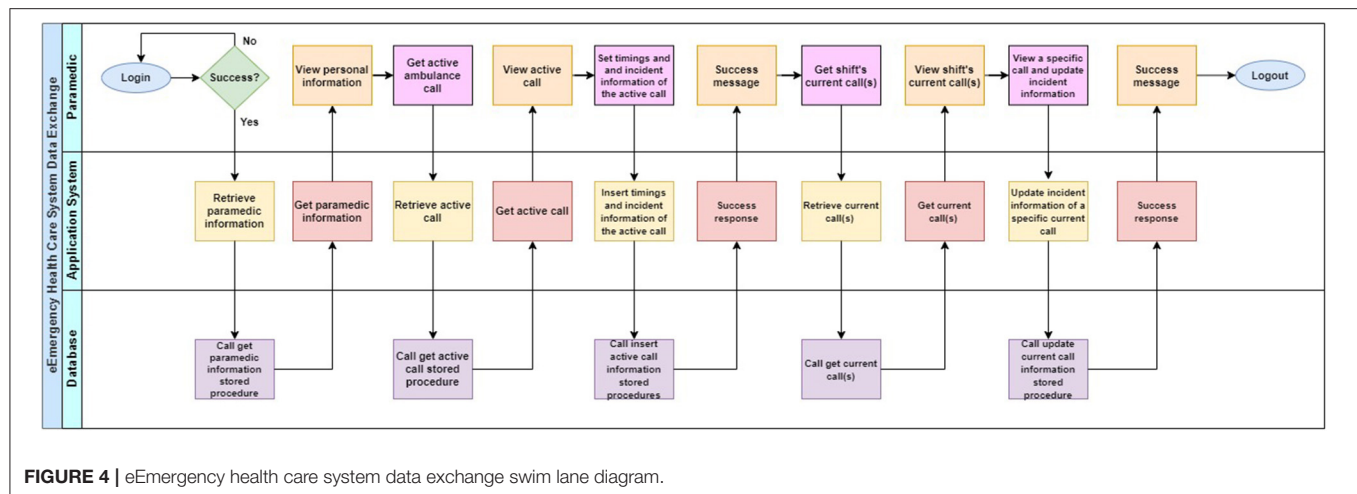 eEmergency Health Care System Data Exchange
Paramedic
Login
No
Success?
Yes
View personal
information
Get active
ambulance
call
View active
call
Set timings and
and incident
information of
the active call
Success
message
Get shift's
current call(s)
View shift's
current call(s)
View a specific
call and update
incident
information
Success
message
Logout
Application System
Retrieve
paramedic
information
Get paramedic
information
Retrieve active
call
Get active call
Insert timings
and incident
information of
the active call
Success
response
Retrieve current
call(s)
Get current
call(s)
Update incident
information of a
specific current
call
Success
response
Database
Call get
paramedic
information
stored
procedure
Call get active
call stored
procedure
Call insert
active call
information
stored
procedures
Call get current
call(s)
Call update
current call
information
stored
procedure
FIGURE 4 | eEmergency health care system data exchange swim lane diagram.